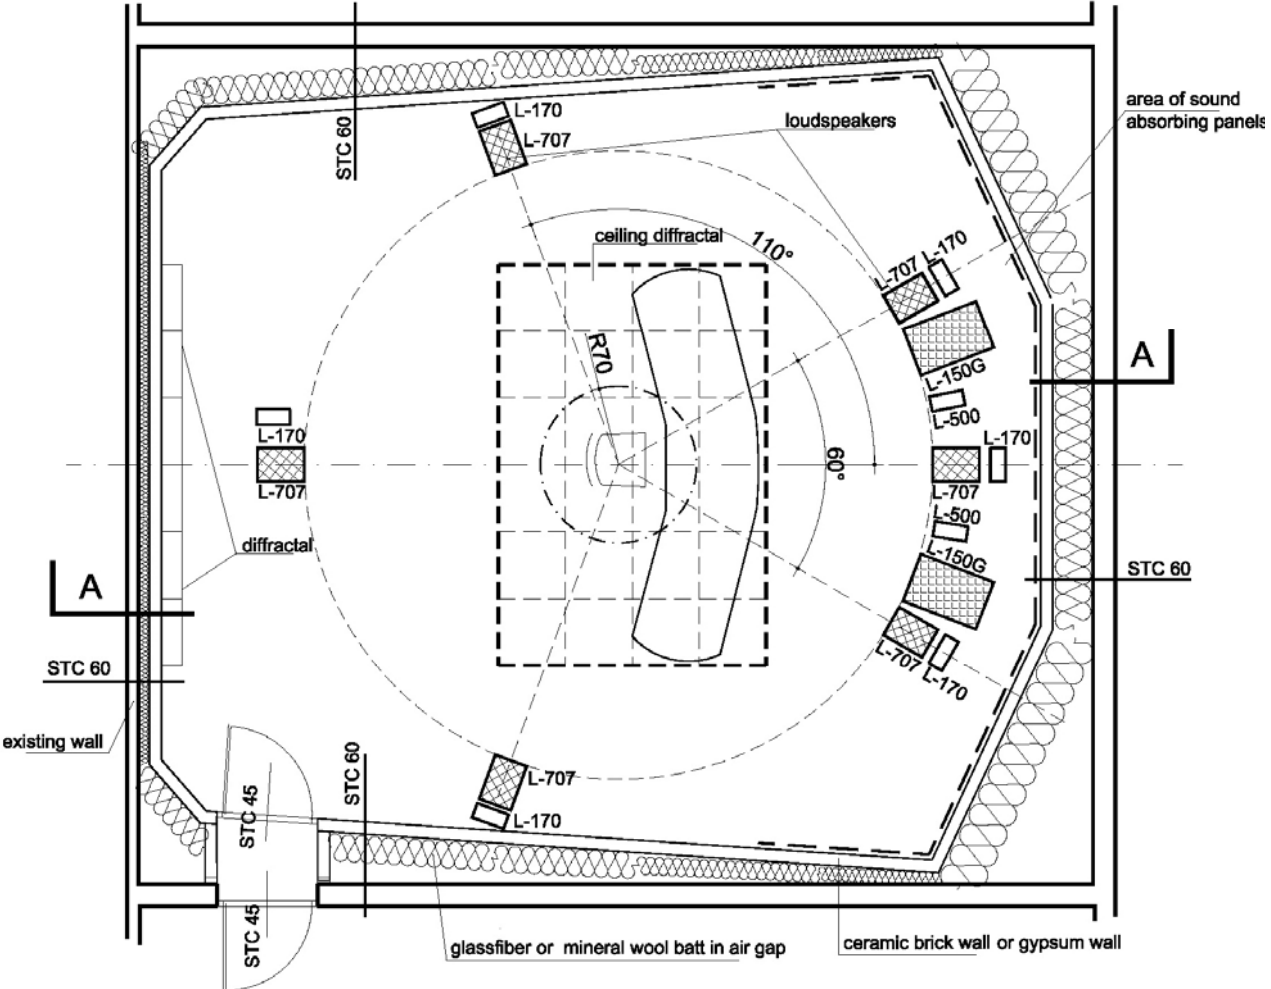 L-170
L-707
STC 60
loudspeakers
area of sound
absorbing panels
ceiling diffractal
110°
L-707
L-170
R70
L-150G
A
L-500
L-170
L-707
L-170
L-707
60°
L-500
diffractal
L-150G
STC 60
A
L-707
L-170
STC 60
existing wall
STC 45
STC 60
L-707
L-170
STC 45
glassfiber or mineral wool batt in air gap
ceramic brick wall or gypsum wall